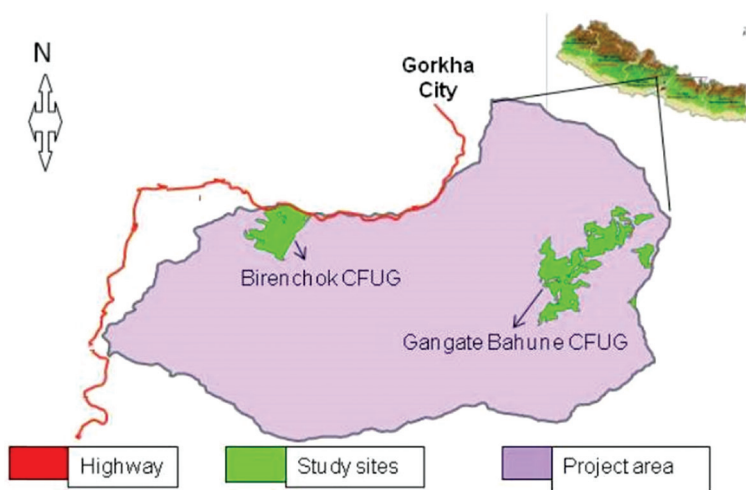 N
Gorkha
City
Birenchok CFUG
Gangate Bahune CFUG
Highway
Study sites
Project area